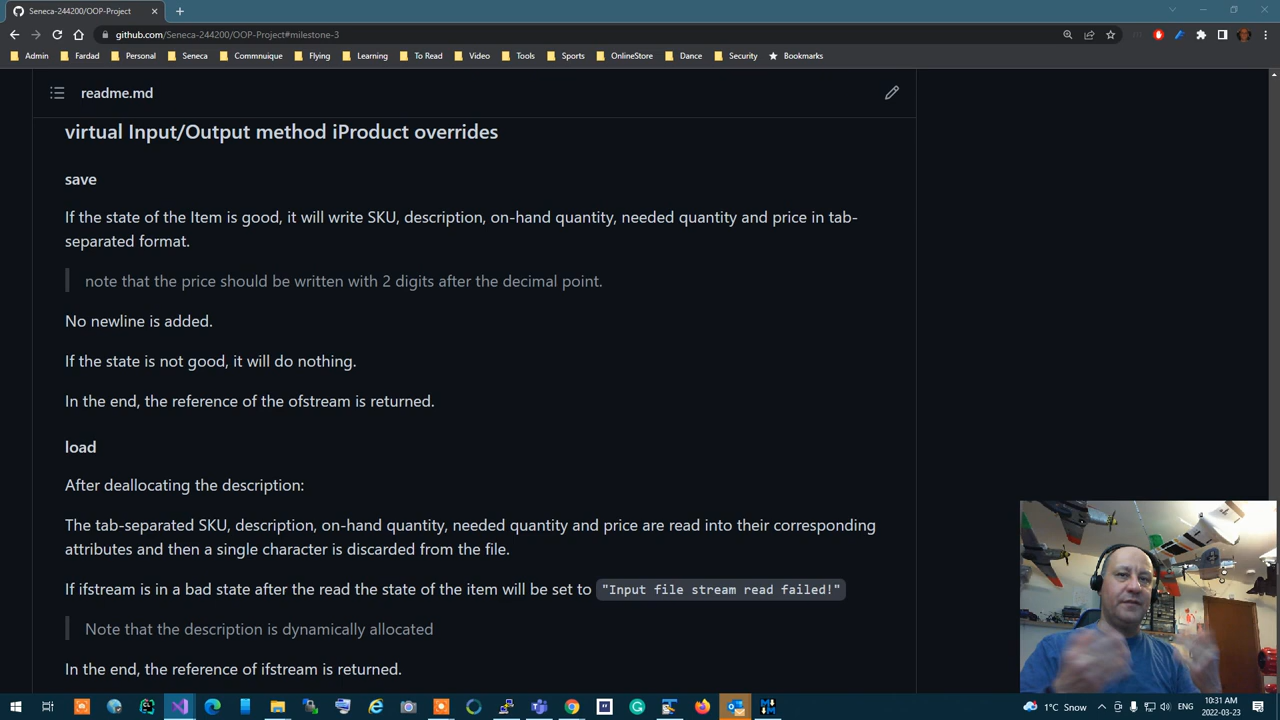 Seneca-244200/OOP-Project
github.com/Seneca-244200/OOP-Project#milestone-3
Admin Fardad Personal Seneca Commnuique Flying Learning To Read Video Tools Sports OnlineStore Dance Security Bookmarks
readme.md
virtual Input/Output method iProduct overrides
save
If the state of the Item is good, it will write SKU, description, on-hand quantity, needed quantity and price in tab-
separated format.
note that the price should be written with 2 digits after the decimal point.
No newline is added.
If the state is not good, it will do nothing.
In the end, the reference of the ofstream is returned.
load
After deallocating the description:
The tab-separated SKU, description, on-hand quantity, needed quantity and price are read into their corresponding
attributes and then a single character is discarded from the file.
If ifstream is in a bad state after the read the state of the item will be set to "Input file stream read failed!"
Note that the description is dynamically allocated
In the end, the reference of ifstream is returned.
1°C Snow
ENG
10:31 AM
2022-03-23